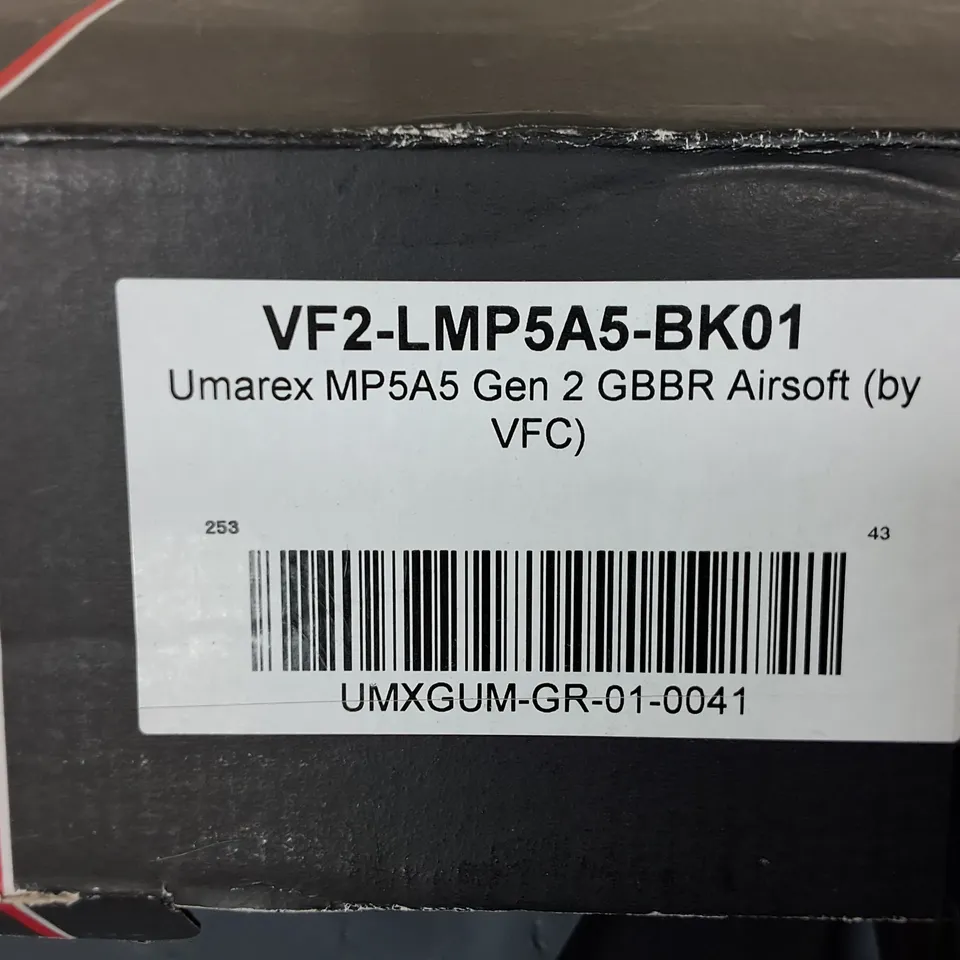 VF2-LMP5A5-BK01
Umarex MP5A5 Gen 2 GBBR Airsoft (by
VFC)
253
43
UMXGUM-GR-01-0041